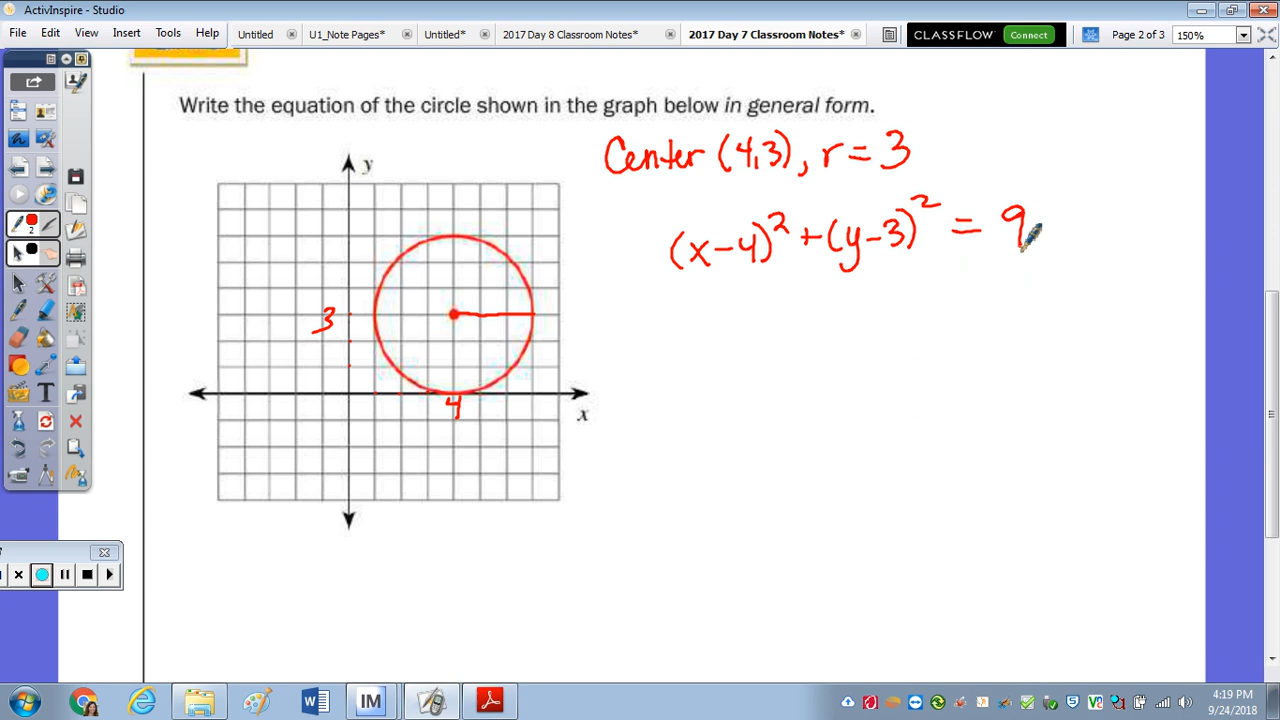 ActivInspire - Studio
File Edit View Insert Tools Help Untitled U1_Note Pages* Untitled* 2017 Day 8 Classroom Notes* 2017 Day 7 Classroom Notes* CLASSFLOW Connect Page 2 of 3 150%
Write the equation of the circle shown in the graph below in general form.
Center (4,3), r = 3
(x-4)² + (y-3)² = 9
y
3
4
x
2
IM
4:19 PM
9/24/2018